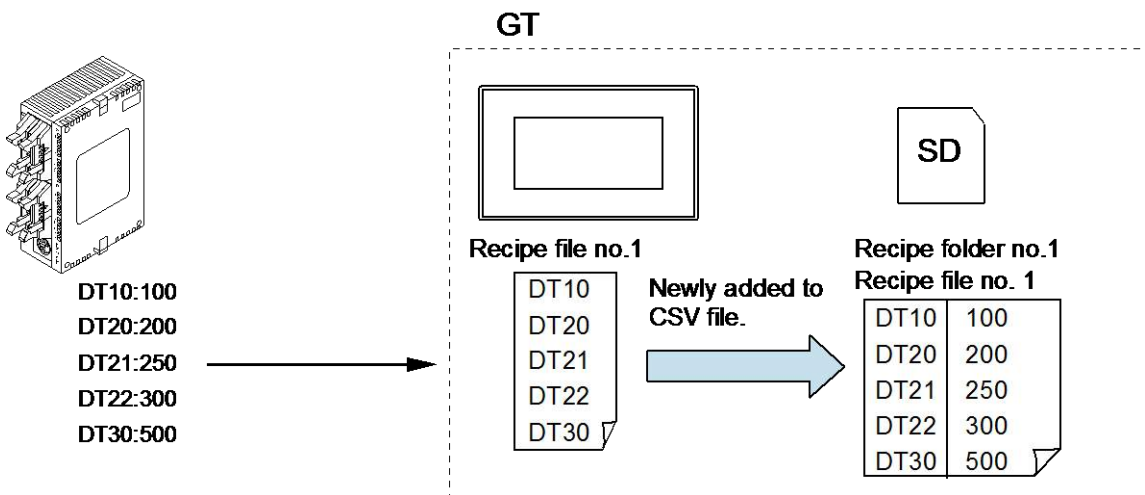 GT
SD
DT10:100
DT20:200
DT21:250
DT22:300
DT30:500
Recipe file no.1
DT10
DT20
DT21
DT22
DT30
Newly added to
CSV file.
Recipe folder no.1
Recipe file no. 1
DT10 100
DT20 200
DT21 250
DT22 300
DT30 500